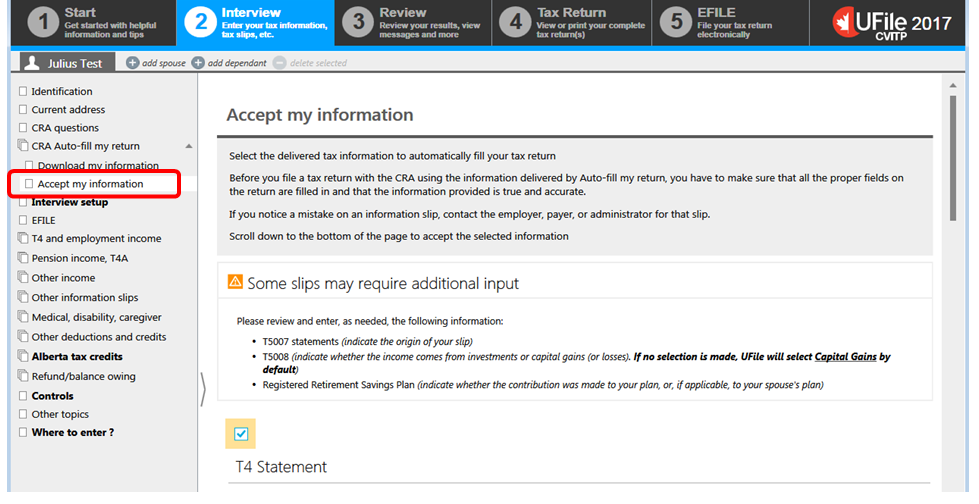 1
Start
Get started with helpful
information and tips
2
Interview
Enter your tax information,
tax slips, etc.
3
Review
Review your results, view
messages and more
4
Tax Return
View or print your complete
tax return(s)
5
EFILE
File your tax return
electronically
UFile 2017
CVITP
Julius Test
add spouse
add dependant
delete selected
Identification
Current address
CRA questions
CRA Auto-fill my return
Download my information
Accept my information
Interview setup
EFILE
T4 and employment income
Pension income, T4A
Other income
Other information slips
Medical, disability, caregiver
Other deductions and credits
Alberta tax credits
Refund/balance owing
Controls
Other topics
Where to enter ?
Accept my information
Select the delivered tax information to automatically fill your tax return
Before you file a tax return with the CRA using the information delivered by Auto-fill my return, you have to make sure that all the proper fields on
the return are filled in and that the information provided is true and accurate.
If you notice a mistake on an information slip, contact the employer, payer, or administrator for that slip.
Scroll down to the bottom of the page to accept the selected information
Some slips may require additional input
Please review and enter, as needed, the following information:
• T5007 statements (indicate the origin of your slip)
• T5008 (indicate whether the income comes from investments or capital gains (or losses). If no selection is made, UFile will select Capital Gains by
default)
• Registered Retirement Savings Plan (indicate whether the contribution was made to your plan, or, if applicable, to your spouse's plan)
T4 Statement